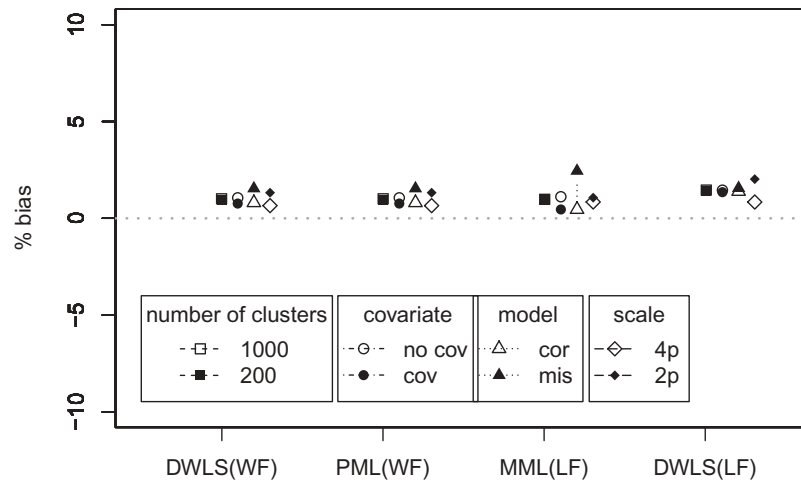 10
5
0
−5
−10
% bias
number of clusters
1000
200
covariate
no cov
cov
model
cor
mis
scale
4p
2p
DWLS(WF) PML(WF) MML(LF) DWLS(LF)